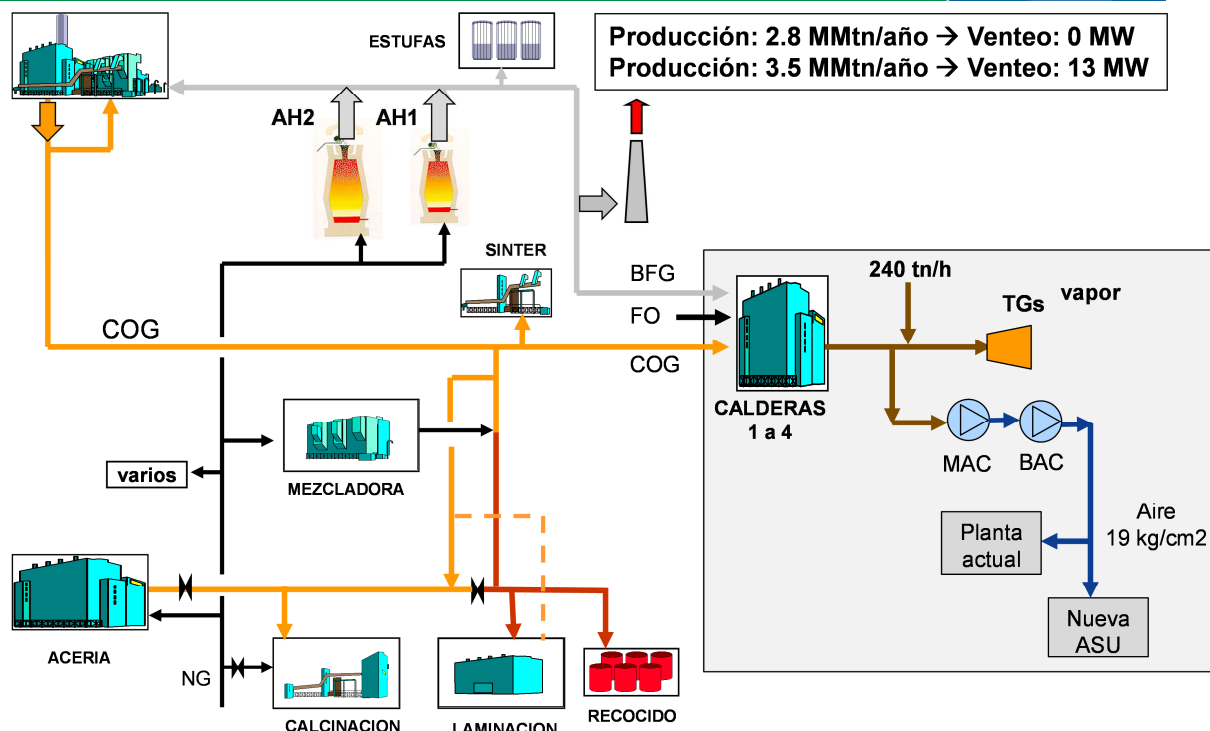 ESTUFAS
Producción: 2.8 MMtn/año → Venteo: 0 MW
Producción: 3.5 MMtn/año → Venteo: 13 MW
AH2
AH1
SINTER
BFG
FO
COG
COG
240 tn/h
TGs
vapor
CALDERAS
1 a 4
MAC
BAC
Aire
19 kg/cm2
Planta
actual
Nueva
ASU
MEZCLADORA
varios
ACERIA
NG
CALCINACION
LAMINACION
RECOCIDO